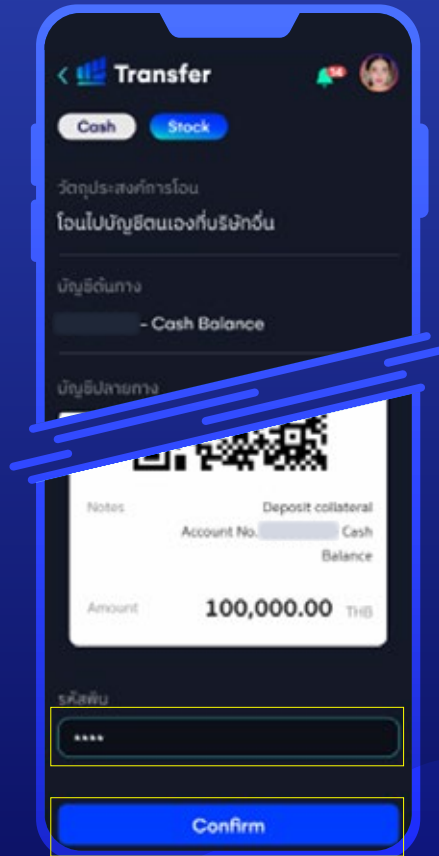 Transfer
56
Cash
Stock
วัตถุประสงค์การโอน
โอนไปบัญชีตนเองที่บริษัทอื่น
บัญชีต้นทาง
- Cash Balance
บัญชีปลายทาง
Notes
Deposit collateral
Account No. Cash
Balance
Amount
100,000.00 THB
รหัสพิน
****
Confirm